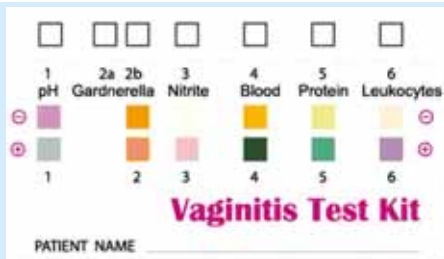 1 2a 2b 3 4 5 6
pH Gardnerella Nitrite Blood Protein Leukocytes
⊖ ⊖
⊕ ⊕
1 2 3 4 5 6
Vaginitis Test Kit
PATIENT NAME